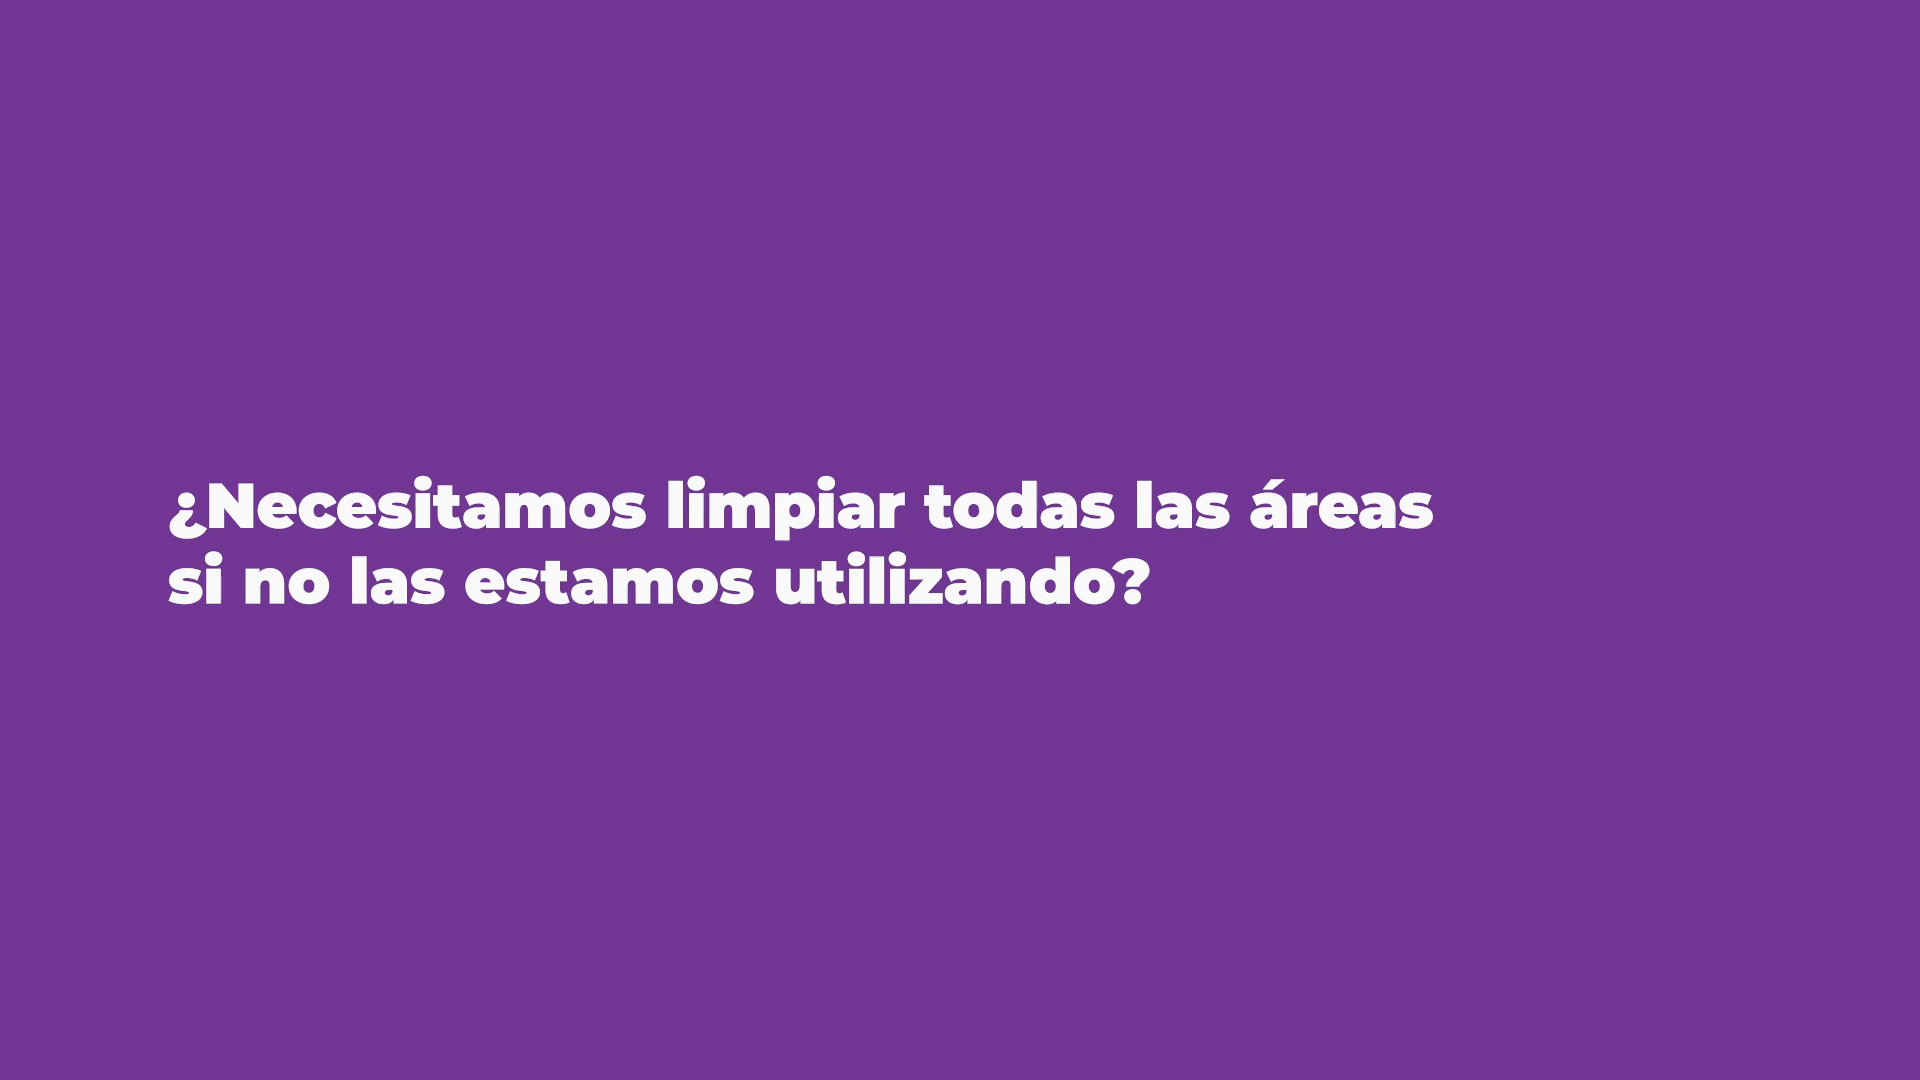 ¿Necesitamos limpiar todas las áreas
si no las estamos utilizando?